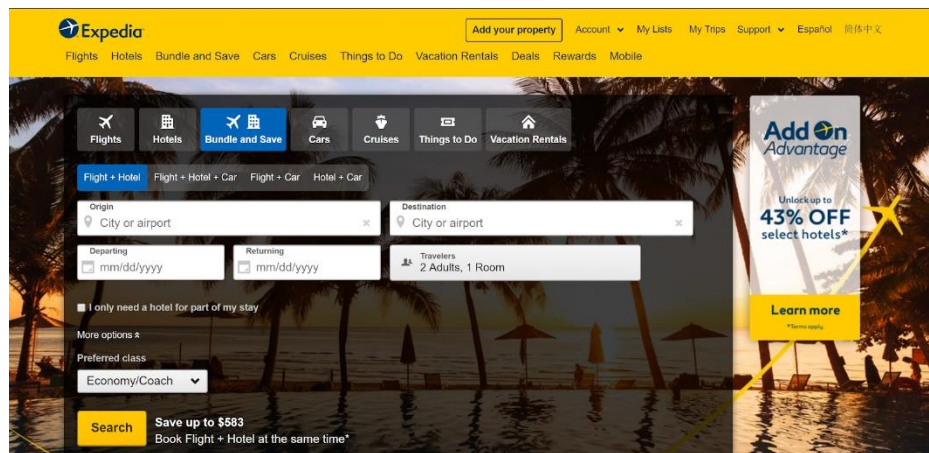 Expedia
Add your property Account My Lists My Trips Support Español 简体中文
Flights Hotels Bundle and Save Cars Cruises Things to Do Vacation Rentals Deals Rewards Mobile
Flights Hotels Bundle and Save Cars Cruises Things to Do Vacation Rentals
Flight + Hotel Flight + Hotel + Car Flight + Car Hotel + Car
Origin
City or airport
Destination
City or airport
Departing
mm/dd/yyyy
Returning
mm/dd/yyyy
Travelers
2 Adults, 1 Room
I only need a hotel for part of my stay
More options
Preferred class
Economy/Coach
Search
Save up to $583
Book Flight + Hotel at the same time*
Add On
Advantage
Unlock up to
43% OFF
select hotels*
Learn more
*Terms apply.